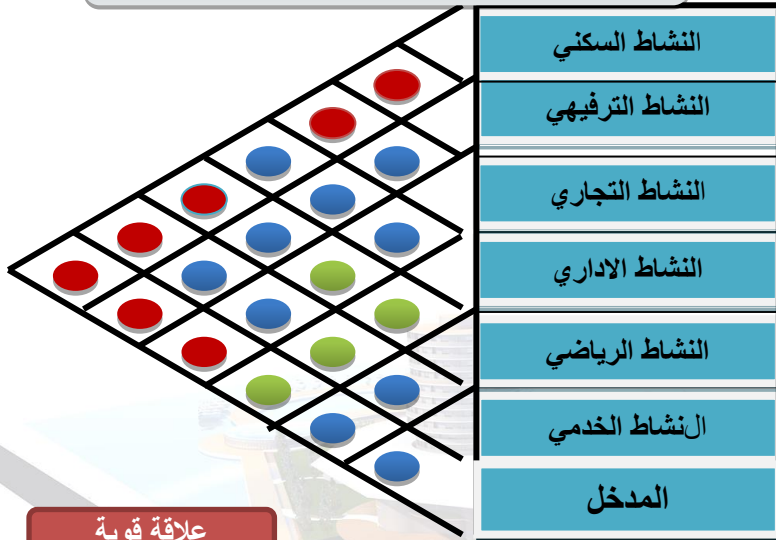 النشاط السكني
النشاط الترفيهي
النشاط التجاري
النشاط الاداري
النشاط الرياضي
النشاط الخدمي
المدخل
علاقة قوية